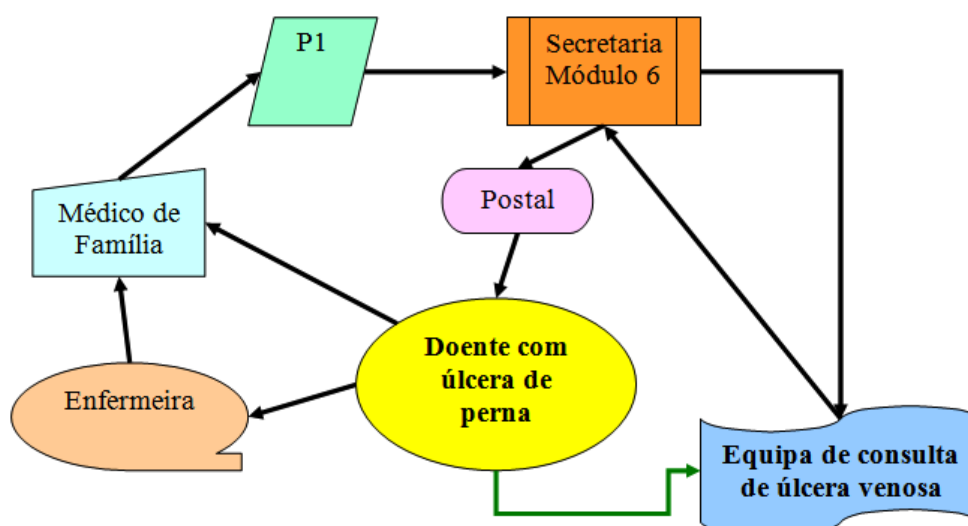 P1
Secretaria
Módulo 6
Postal
Médico de
Família
Doente com
úlcera de
perna
Enfermeira
Equipa de consulta
de úlcera venosa